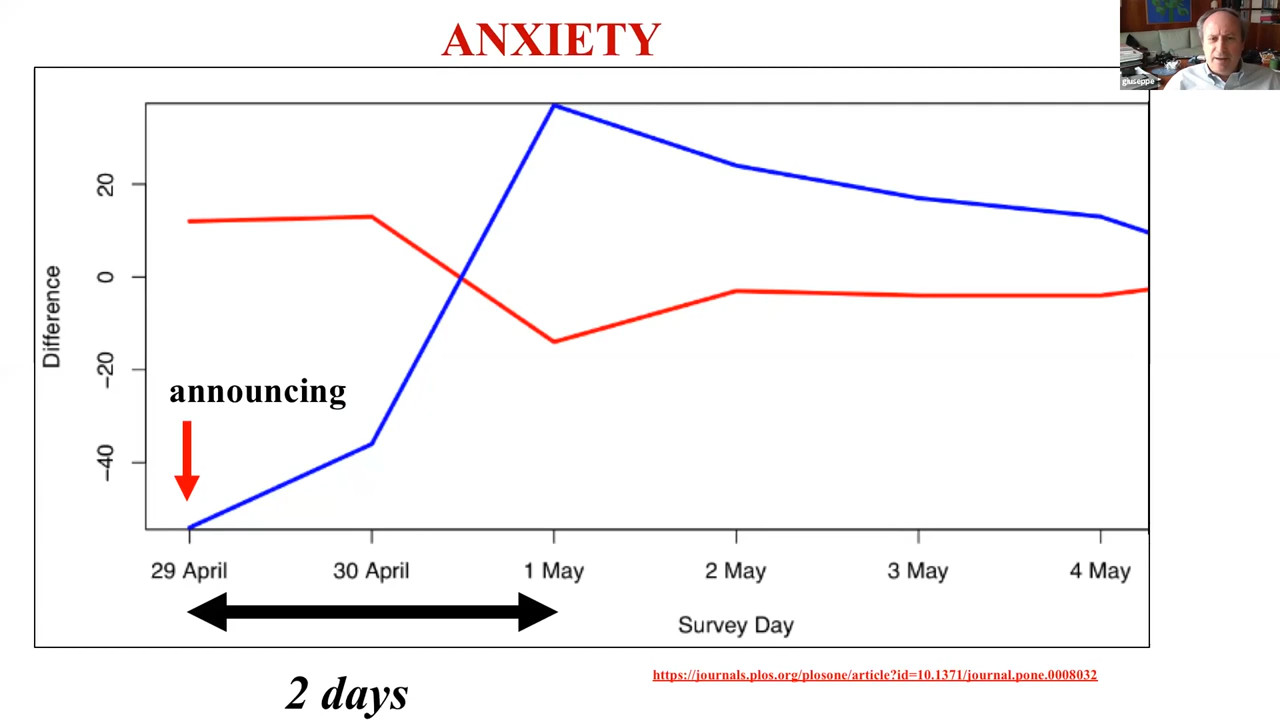 ANXIETY
giuseppe
20
0
−20
−40
Difference
announcing
29 April 30 April 1 May 2 May 3 May 4 May
Survey Day
2 days
https://journals.plos.org/plosone/article?id=10.1371/journal.pone.0008032